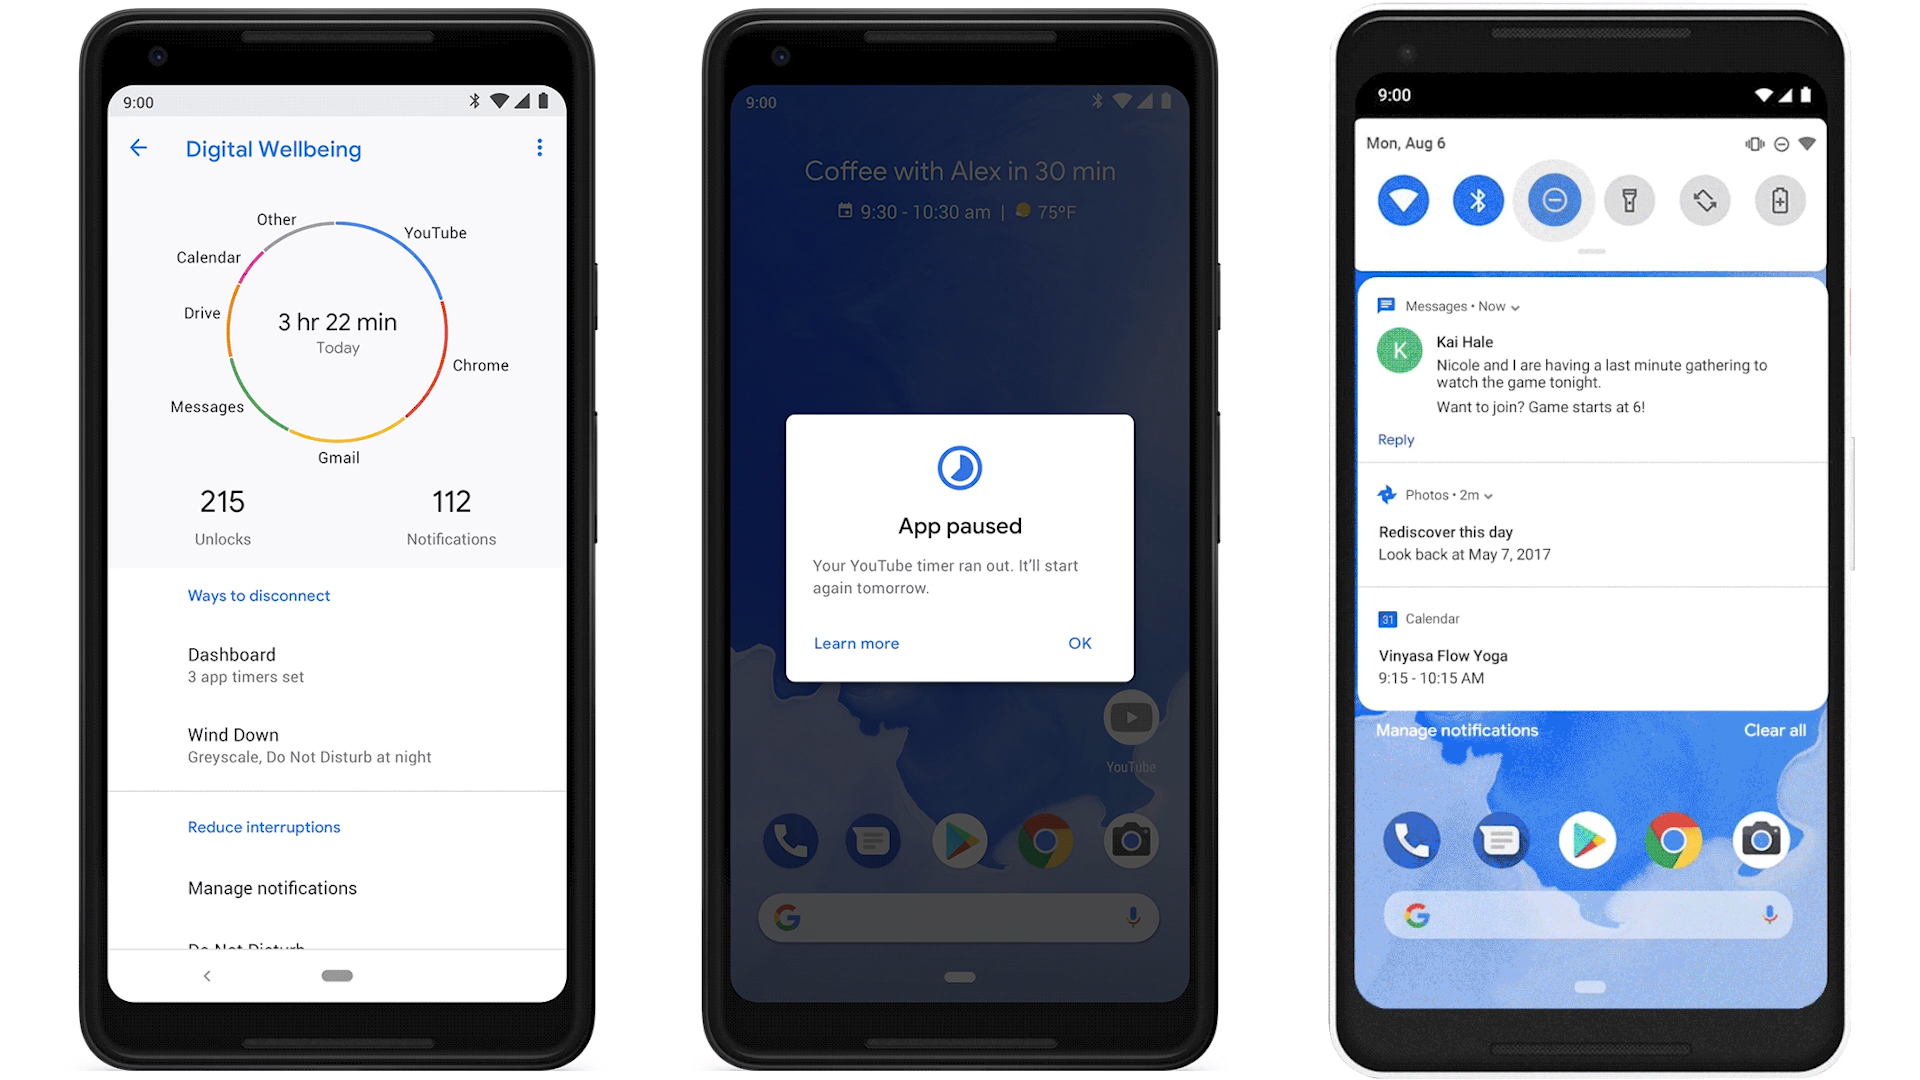 9:00
Digital Wellbeing
Other
YouTube
Calendar
Drive
3 hr 22 min
Today
Chrome
Messages
Gmail
215
112
Unlocks
Notifications
Ways to disconnect
Dashboard
3 app timers set
Wind Down
Greyscale, Do Not Disturb at night
Reduce interruptions
Manage notifications
Do Not Disturb
9:00
Coffee with Alex in 30 min
9:30 - 10:30 am | 75°F
App paused
Your YouTube timer ran out. It'll start
again tomorrow.
Learn more
OK
YouTube
G
9:00
Mon, Aug 6
Messages • Now
K
Kai Hale
Nicole and I are having a last minute gathering to
watch the game tonight.
Want to join? Game starts at 6!
Reply
Photos • 2m
Rediscover this day
Look back at May 7, 2017
31 Calendar
Vinyasa Flow Yoga
9:15 - 10:15 AM
Manage notifications
Clear all
G